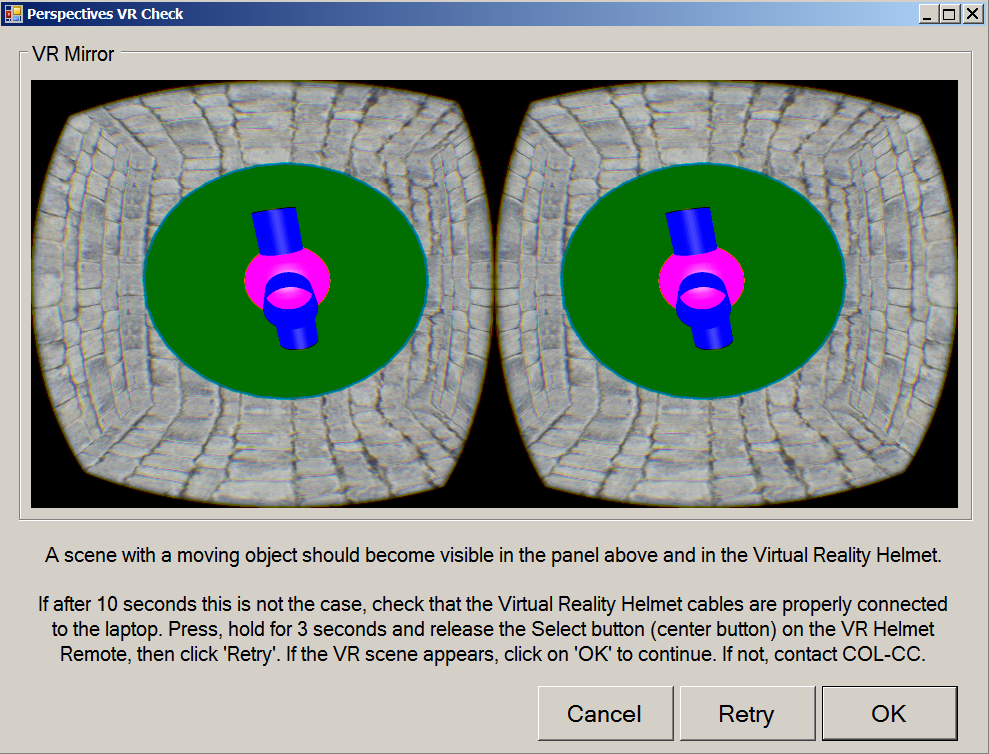 Perspectives VR Check
VR Mirror
A scene with a moving object should become visible in the panel above and in the Virtual Reality Helmet.
If after 10 seconds this is not the case, check that the Virtual Reality Helmet cables are properly connected
to the laptop. Press, hold for 3 seconds and release the Select button (center button) on the VR Helmet
Remote, then click 'Retry'. If the VR scene appears, click on 'OK' to continue. If not, contact COL-CC.
Cancel
Retry
OK